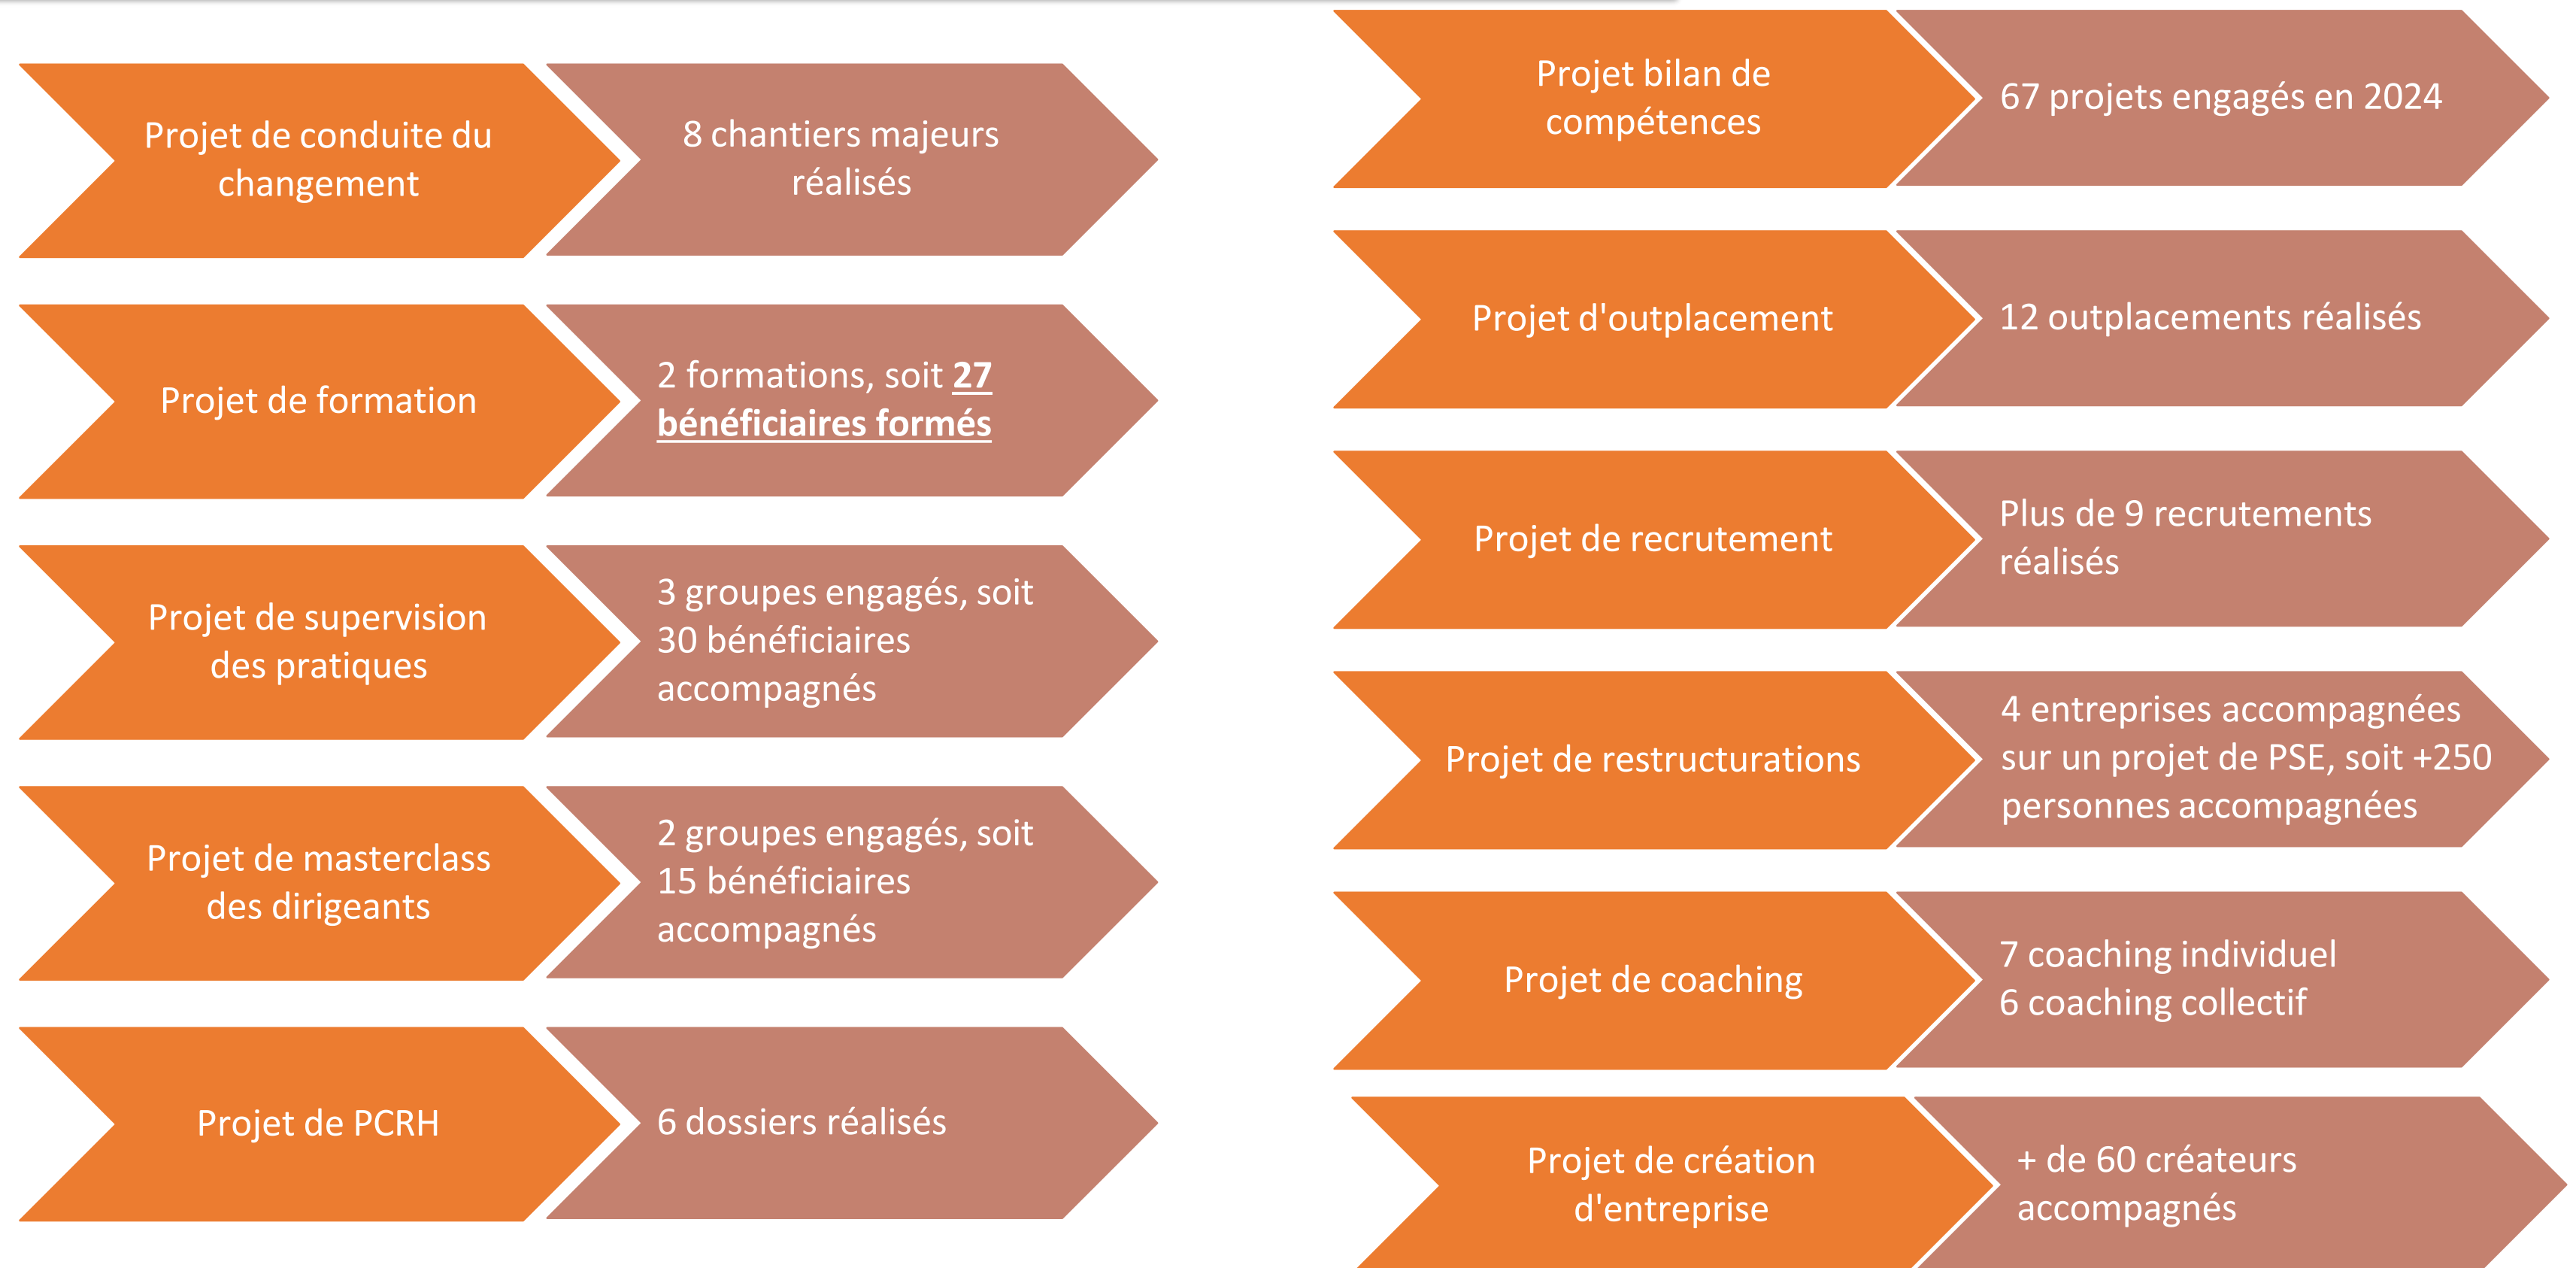 Projet de conduite du
changement
8 chantiers majeurs
réalisés
Projet de formation
2 formations, soit 27
bénéficiaires formés
Projet de supervision
des pratiques
3 groupes engagés, soit
30 bénéficiaires
accompagnés
Projet de masterclass
des dirigeants
2 groupes engagés, soit
15 bénéficiaires
accompagnés
Projet de PCRH
6 dossiers réalisés
Projet bilan de
compétences
67 projets engagés en 2024
Projet d'outplacement
12 outplacements réalisés
Projet de recrutement
Plus de 9 recrutements
réalisés
Projet de restructurations
4 entreprises accompagnées
sur un projet de PSE, soit +250
personnes accompagnées
Projet de coaching
7 coaching individuel
6 coaching collectif
Projet de création
d'entreprise
+ de 60 créateurs
accompagnés